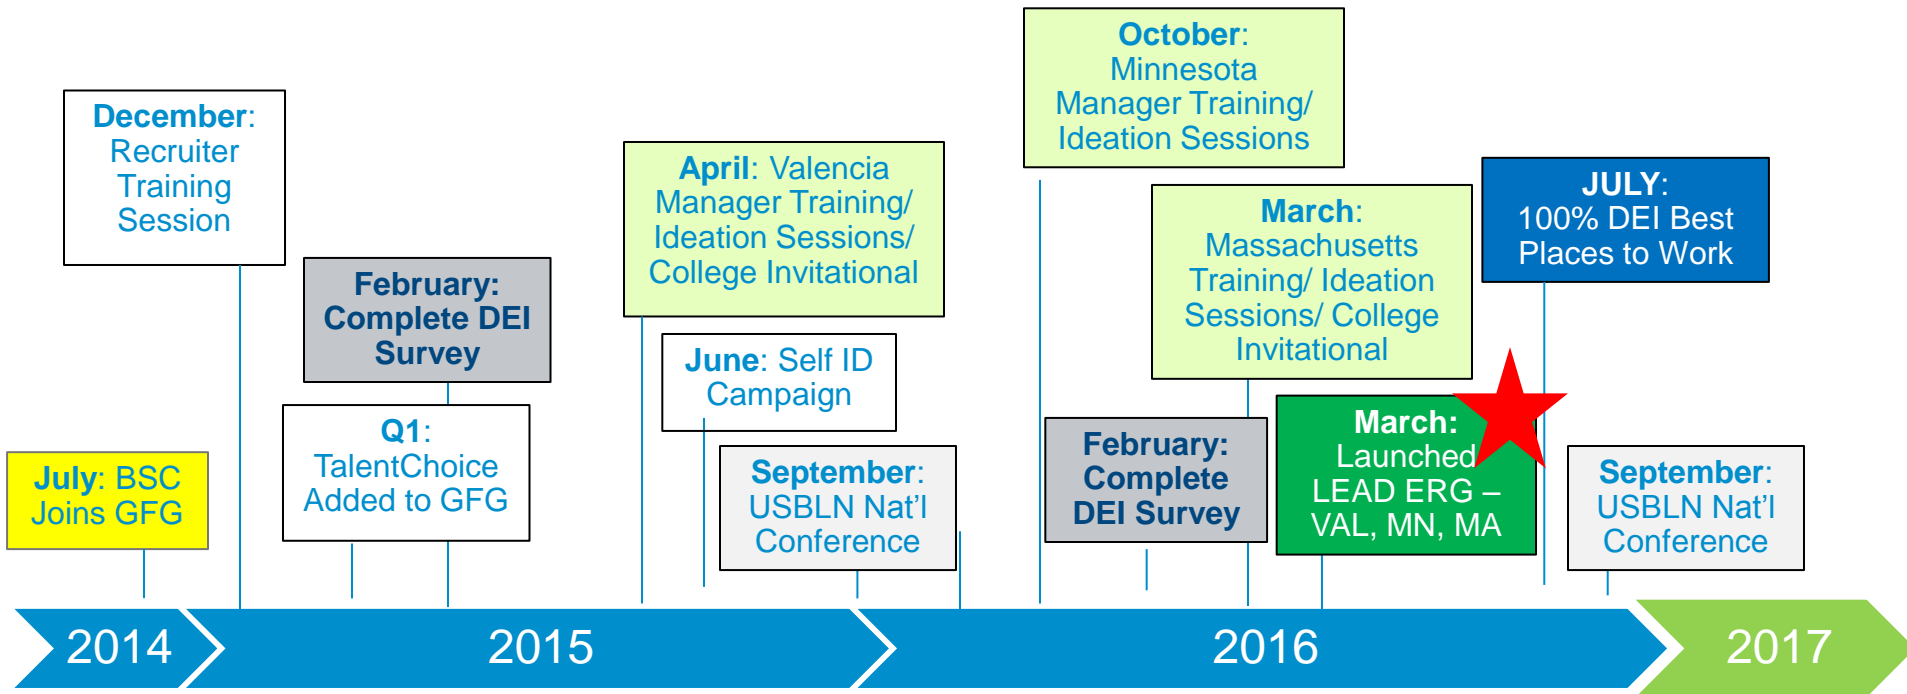 December:
Recruiter
Training
Session
July: BSC
Joins GFG
February:
Complete DEI
Survey
Q1:
TalentChoice
Added to GFG
April: Valencia
Manager Training/
Ideation Sessions/
College Invitational
June: Self ID
Campaign
September:
USBLN Nat’l
Conference
October:
Minnesota
Manager Training/
Ideation Sessions
March:
Massachusetts
Training/ Ideation
Sessions/ College
Invitational
February:
Complete
DEI Survey
March:
Launched
LEAD ERG –
VAL, MN, MA
JULY:
100% DEI Best
Places to Work
September:
USBLN Nat’l
Conference
2014
2015
2016
2017